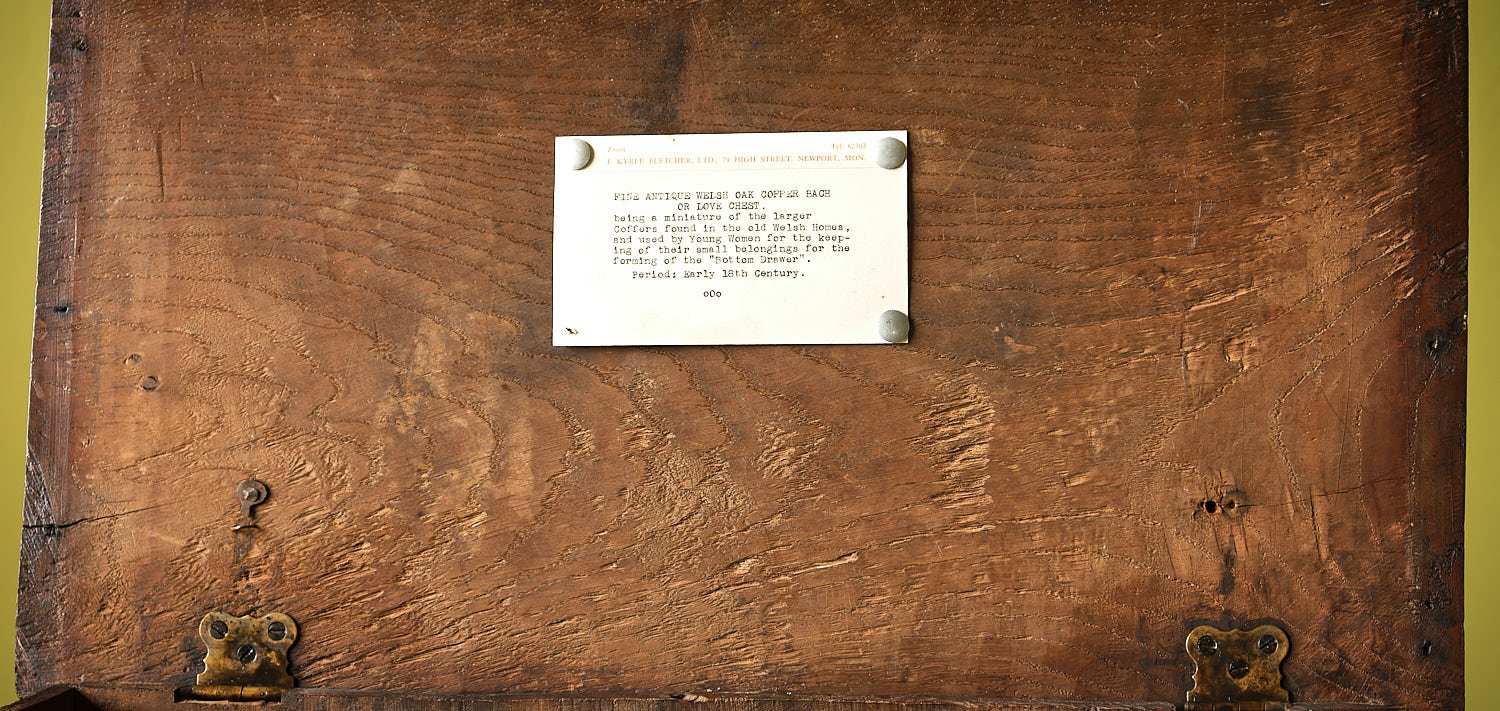 From Tel. 62303
J. KYRLE FLETCHER, LTD., 79 HIGH STREET, NEWPORT, MON.
FINE ANTIQUE WELSH OAK COFFER BACH
OR LOVE CHEST.
being a miniature of the larger
Coffers found in the old Welsh Homes,
and used by Young Women for the keep-
ing of their small belongings for the
forming of the "Bottom Drawer".
Period: Early 18th Century.
oOo